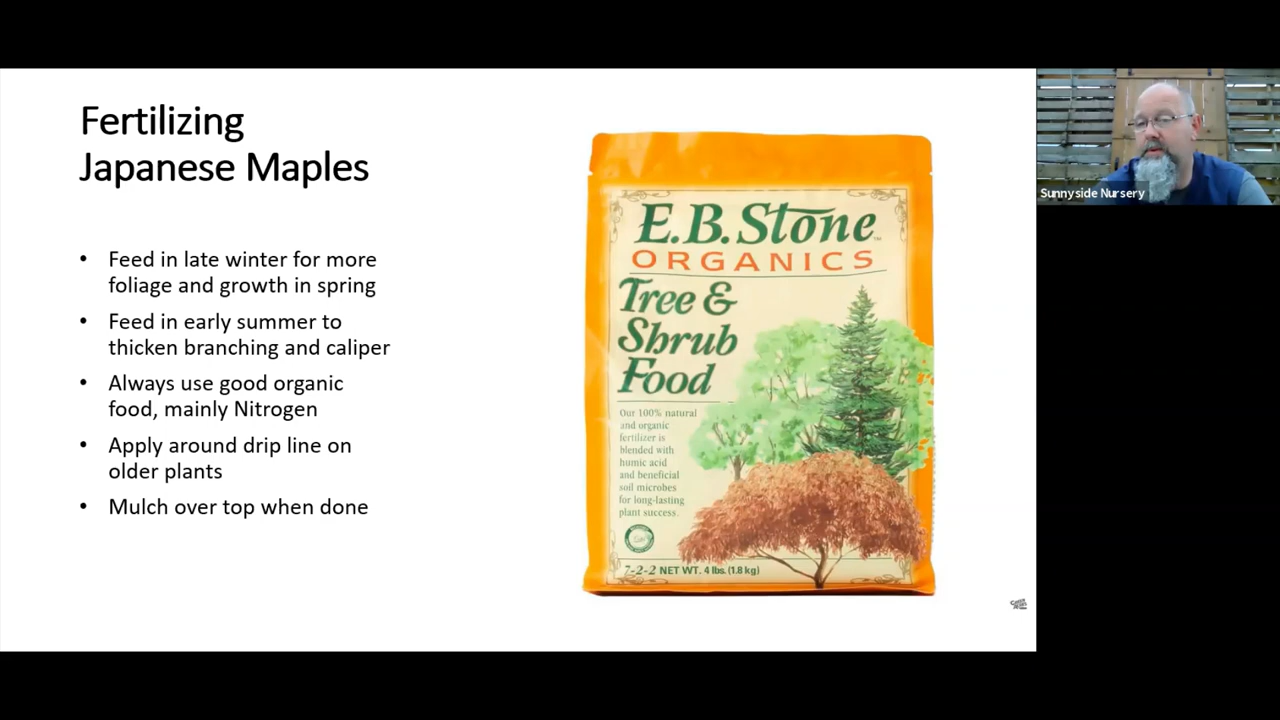 Fertilizing
Japanese Maples
• Feed in late winter for more
foliage and growth in spring
• Feed in early summer to
thicken branching and caliper
• Always use good organic
food, mainly Nitrogen
• Apply around drip line on
older plants
• Mulch over top when done
E.B. Stone™
ORGANICS
Tree &
Shrub
Food
Our 100% natural
and organic
fertilizer is
blended with
humic acid
and beneficial
soil microbes
for long-lasting
plant success.
7-2-2 NET WT. 4 lbs. (1.8 kg)
Sunnyside Nursery